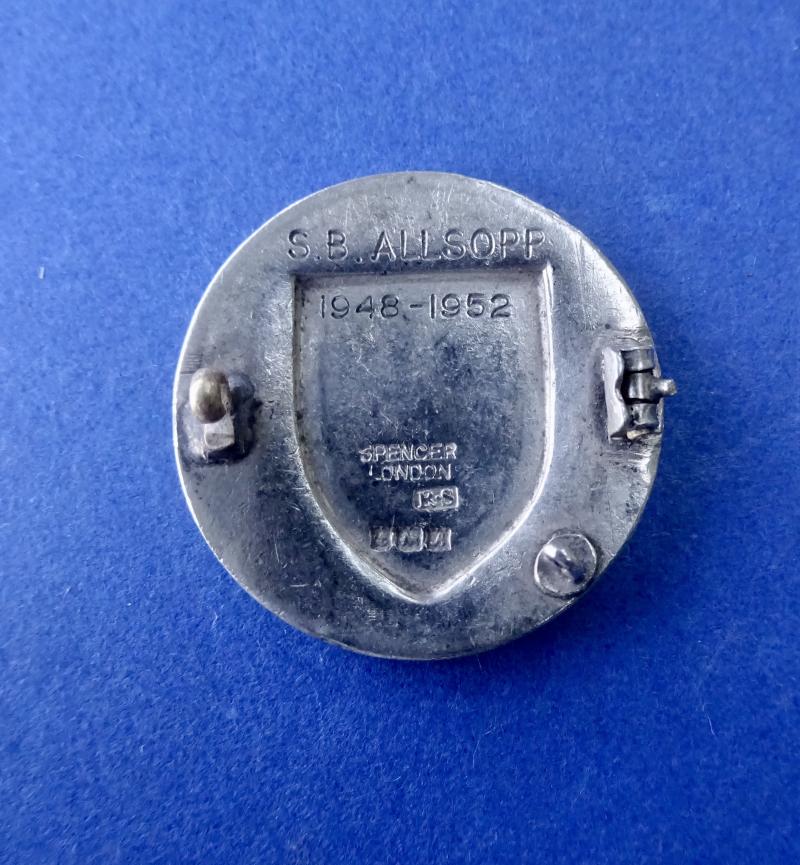 S.B. ALLSOPP
1948-1952
SPENCER
LONDON